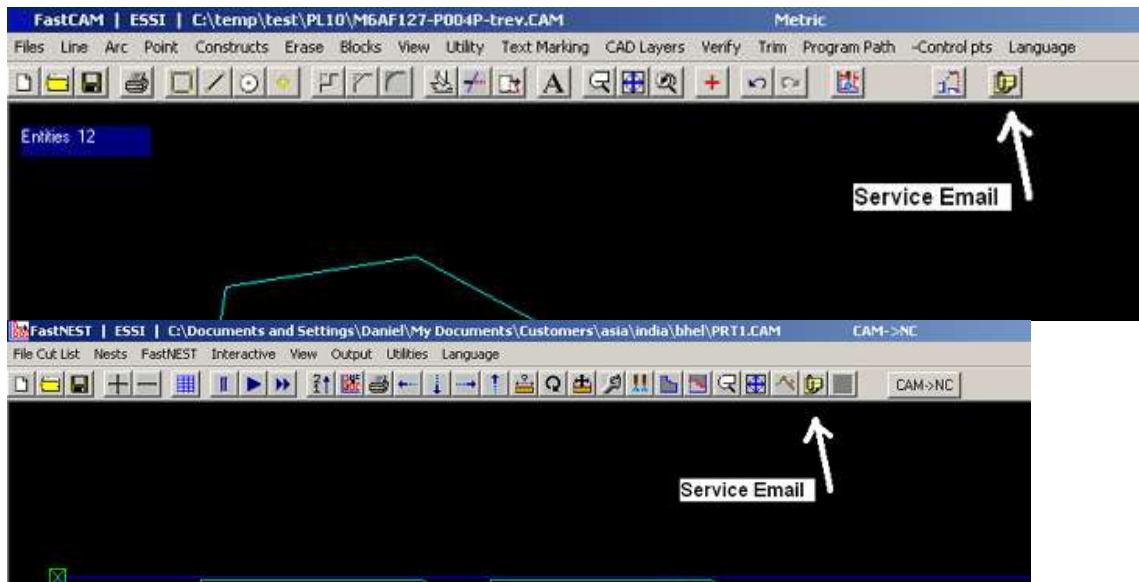 FastCAM | ESSI | C:\temp\test\PL10\M6AF127-P004P-trev.CAM Metric
Files Line Arc Point Constructs Erase Blocks View Utility Text Marking CAD Layers Verify Trim Program Path -Control pts Language
A
Entities 12
Service Email
FastNEST | ESSI | C:\Documents and Settings\Daniel\My Documents\Customers\asia\india\bhel\PRT1.CAM CAM->NC
File Cut List Nests FastNEST Interactive View Output Utilities Language
CAM->NC
Service Email